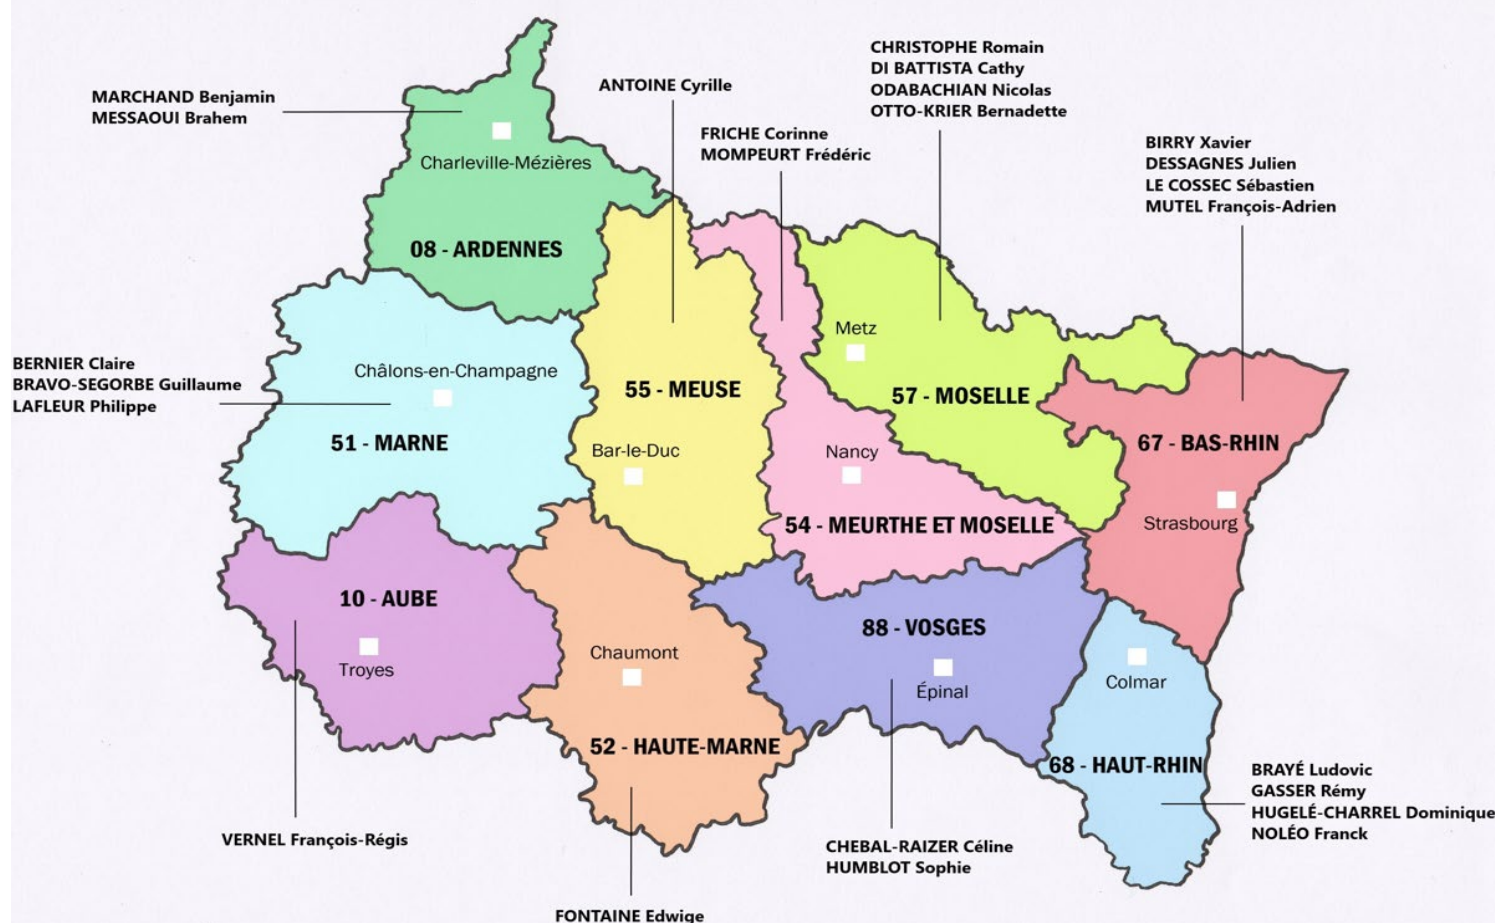 CHRISTOPHE Romain
DI BATTISTA Cathy
ODABACHIAN Nicolas
OTTO-KRIER Bernadette
MARCHAND Benjamin
MESSAOUI Brahem
ANTOINE Cyrille
FRICHE Corinne
MOMPEURT Frédéric
BIRRY Xavier
DESSAGNES Julien
LE COSSEC Sébastien
MUTEL François-Adrien
Charleville-Mézières
08 - ARDENNES
Metz
BERNIER Claire
BRAVO-SEGORBE Guillaume
LAFLEUR Philippe
Châlons-en-Champagne
51 - MARNE
55 - MEUSE
Bar-le-Duc
57 - MOSELLE
Nancy
54 - MEURTHE ET MOSELLE
67 - BAS-RHIN
Strasbourg
10 - AUBE
Troyes
Chaumont
52 - HAUTE-MARNE
88 - VOSGES
Épinal
Colmar
68 - HAUT-RHIN
BRAYÉ Ludovic
GASSER Rémy
HUGELÉ-CHARREL Dominique
NOLÉO Franck
VERNEL François-Régis
CHEBAL-RAIZER Céline
HUMBLOT Sophie
FONTAINE Edwige